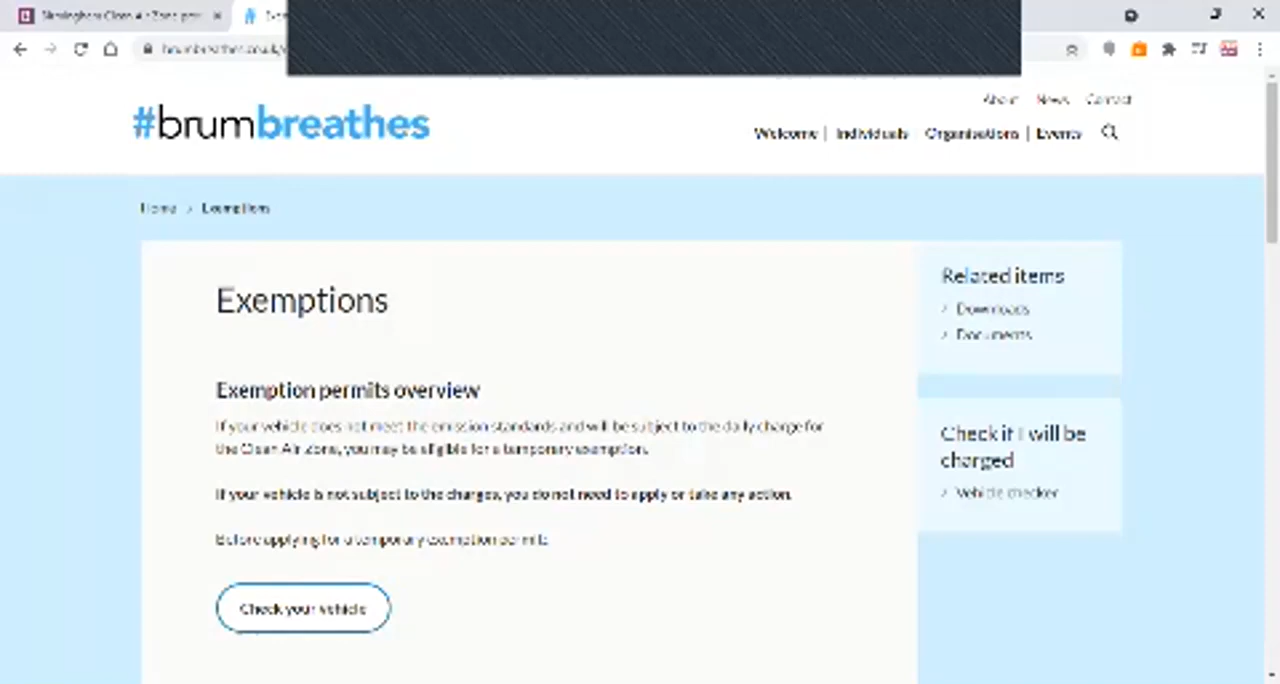 Birmingham Clean Air Zone
brumbreathes.co.uk/
#brumbreathes
About News Contact
Welcome | Individuals Organisations | Events
Home > Exemptions
Exemptions
Related items
> Downloads
> Documents
Exemption permits overview
If your vehicle does not meet the emission standards and will be subject to the daily charge for
the Clean Air Zone, you may be eligible for a temporary exemption.
Check if I will be
charged
> Vehicle checker
If your vehicle is not subject to the charges, you do not need to apply or take any action.
Before applying for a temporary exemption permit:
Check your vehicle